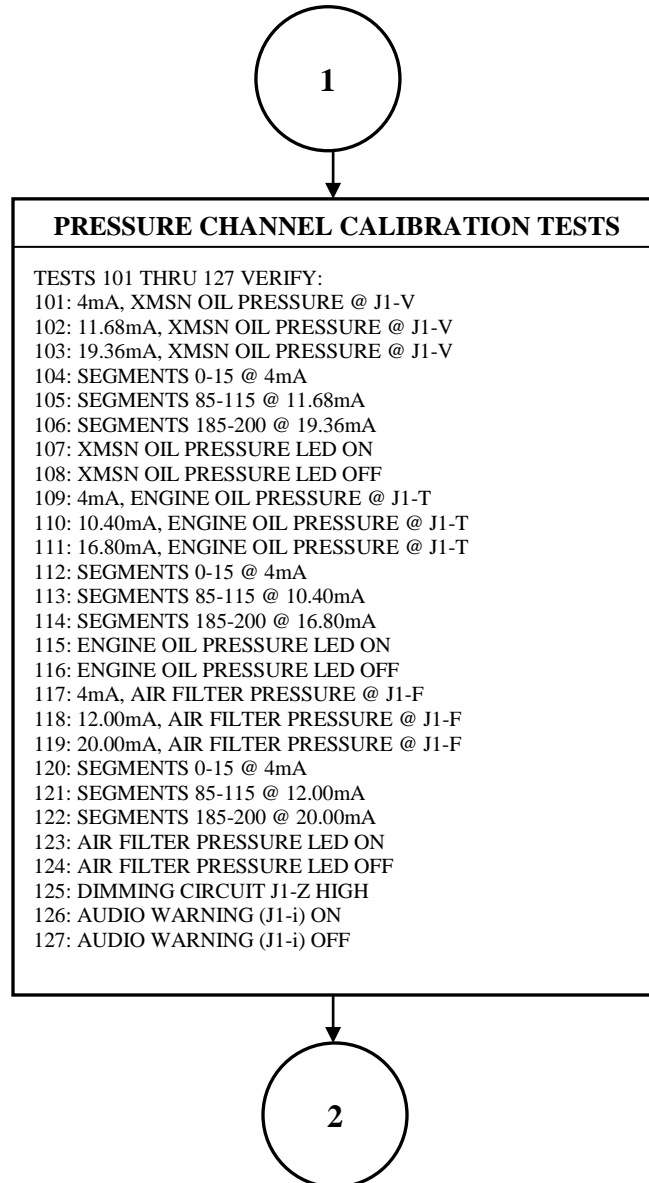 1
PRESSURE CHANNEL CALIBRATION TESTS
TESTS 101 THRU 127 VERIFY:
101: 4mA, XMSN OIL PRESSURE @ J1-V
102: 11.68mA, XMSN OIL PRESSURE @ J1-V
103: 19.36mA, XMSN OIL PRESSURE @ J1-V
104: SEGMENTS 0-15 @ 4mA
105: SEGMENTS 85-115 @ 11.68mA
106: SEGMENTS 185-200 @ 19.36mA
107: XMSN OIL PRESSURE LED ON
108: XMSN OIL PRESSURE LED OFF
109: 4mA, ENGINE OIL PRESSURE @ J1-T
110: 10.40mA, ENGINE OIL PRESSURE @ J1-T
111: 16.80mA, ENGINE OIL PRESSURE @ J1-T
112: SEGMENTS 0-15 @ 4mA
113: SEGMENTS 85-115 @ 10.40mA
114: SEGMENTS 185-200 @ 16.80mA
115: ENGINE OIL PRESSURE LED ON
116: ENGINE OIL PRESSURE LED OFF
117: 4mA, AIR FILTER PRESSURE @ J1-F
118: 12.00mA, AIR FILTER PRESSURE @ J1-F
119: 20.00mA, AIR FILTER PRESSURE @ J1-F
120: SEGMENTS 0-15 @ 4mA
121: SEGMENTS 85-115 @ 12.00mA
122: SEGMENTS 185-200 @ 20.00mA
123: AIR FILTER PRESSURE LED ON
124: AIR FILTER PRESSURE LED OFF
125: DIMMING CIRCUIT J1-Z HIGH
126: AUDIO WARNING (J1-i) ON
127: AUDIO WARNING (J1-i) OFF
2